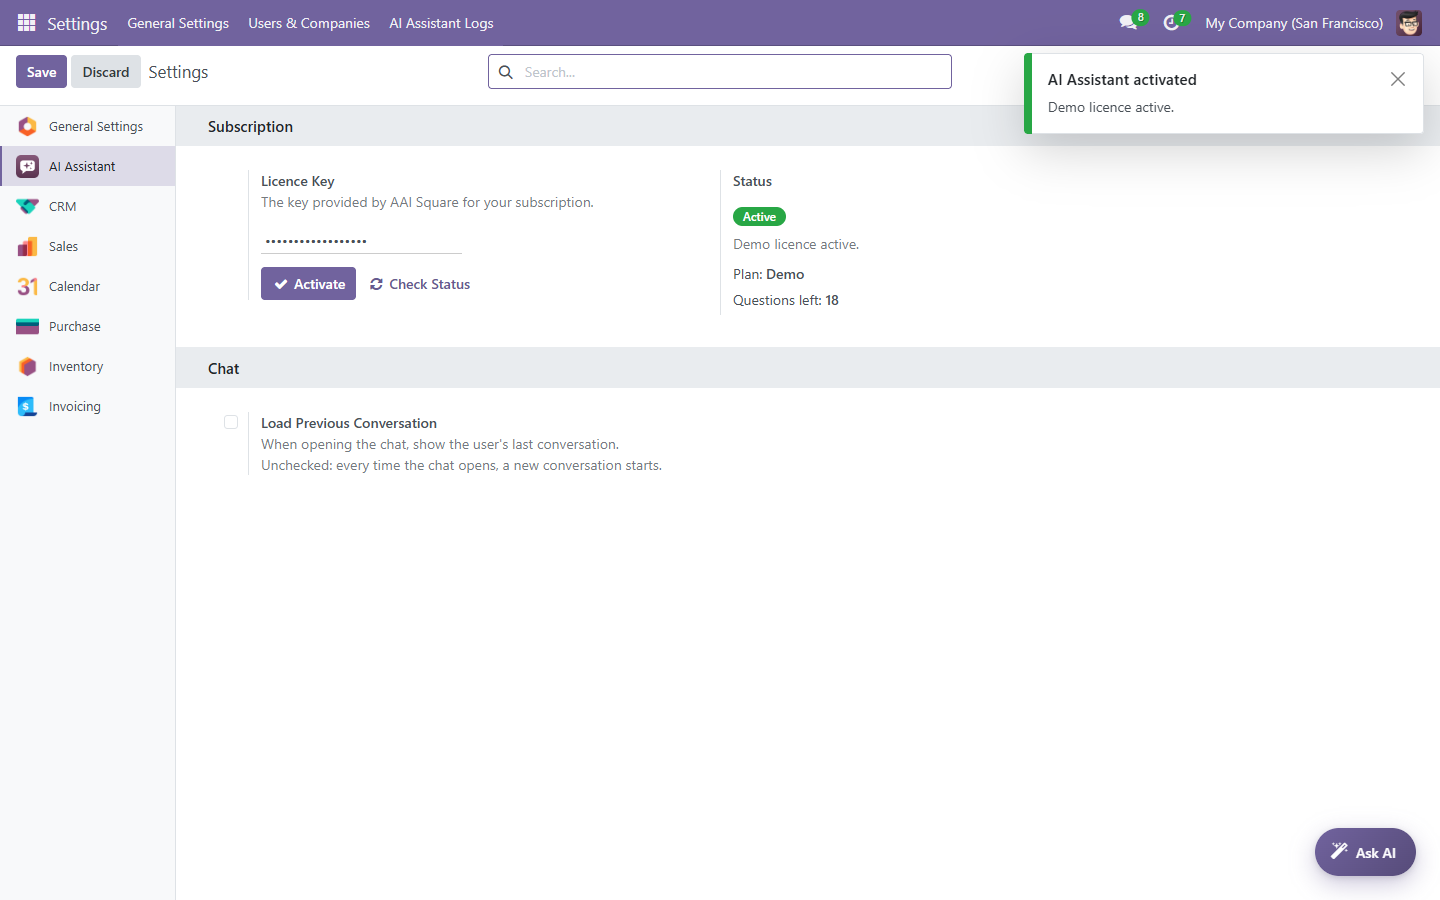 Settings
General Settings
Users & Companies
AI Assistant Logs
8
7
My Company (San Francisco)
Save
Discard
Settings
Search...
AI Assistant activated
Demo licence active.
General Settings
AI Assistant
CRM
Sales
31
Calendar
Purchase
Inventory
$
Invoicing
Subscription
Licence Key
The key provided by AAI Square for your subscription.
••••••••••••••••••
Activate
Check Status
Status
Active
Demo licence active.
Plan: Demo
Questions left: 18
Chat
Load Previous Conversation
When opening the chat, show the user's last conversation.
Unchecked: every time the chat opens, a new conversation starts.
Ask AI